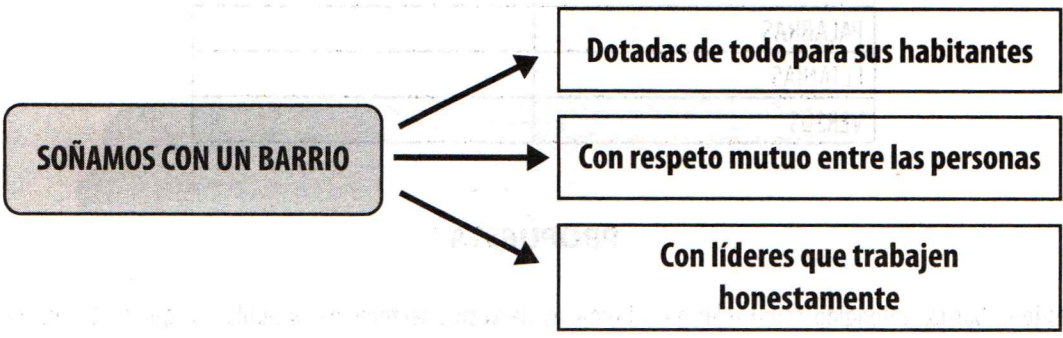 SOÑAMOS CON UN BARRIO
Dotadas de todo para sus habitantes
Con respeto mutuo entre las personas
Con líderes que trabajen
honestamente